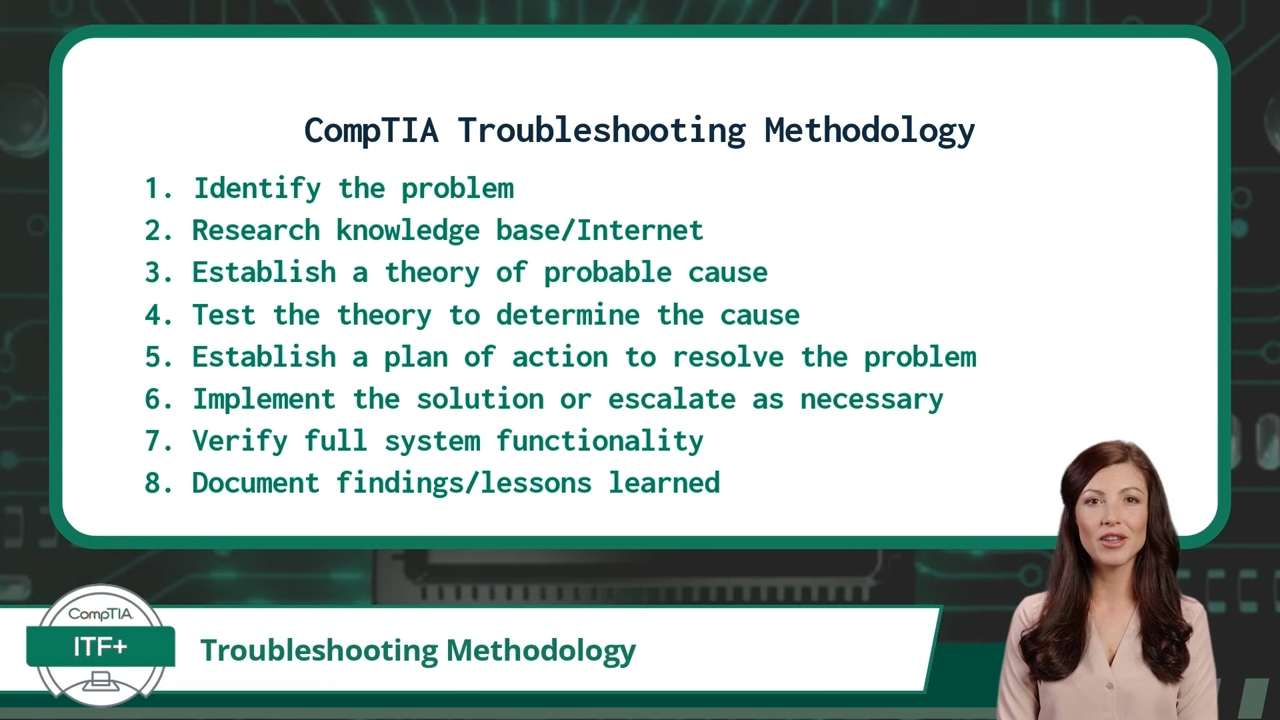 CompTIA Troubleshooting Methodology
1. Identify the problem
2. Research knowledge base/Internet
3. Establish a theory of probable cause
4. Test the theory to determine the cause
5. Establish a plan of action to resolve the problem
6. Implement the solution or escalate as necessary
7. Verify full system functionality
8. Document findings/lessons learned
CompTIA.
ITF+
Troubleshooting Methodology